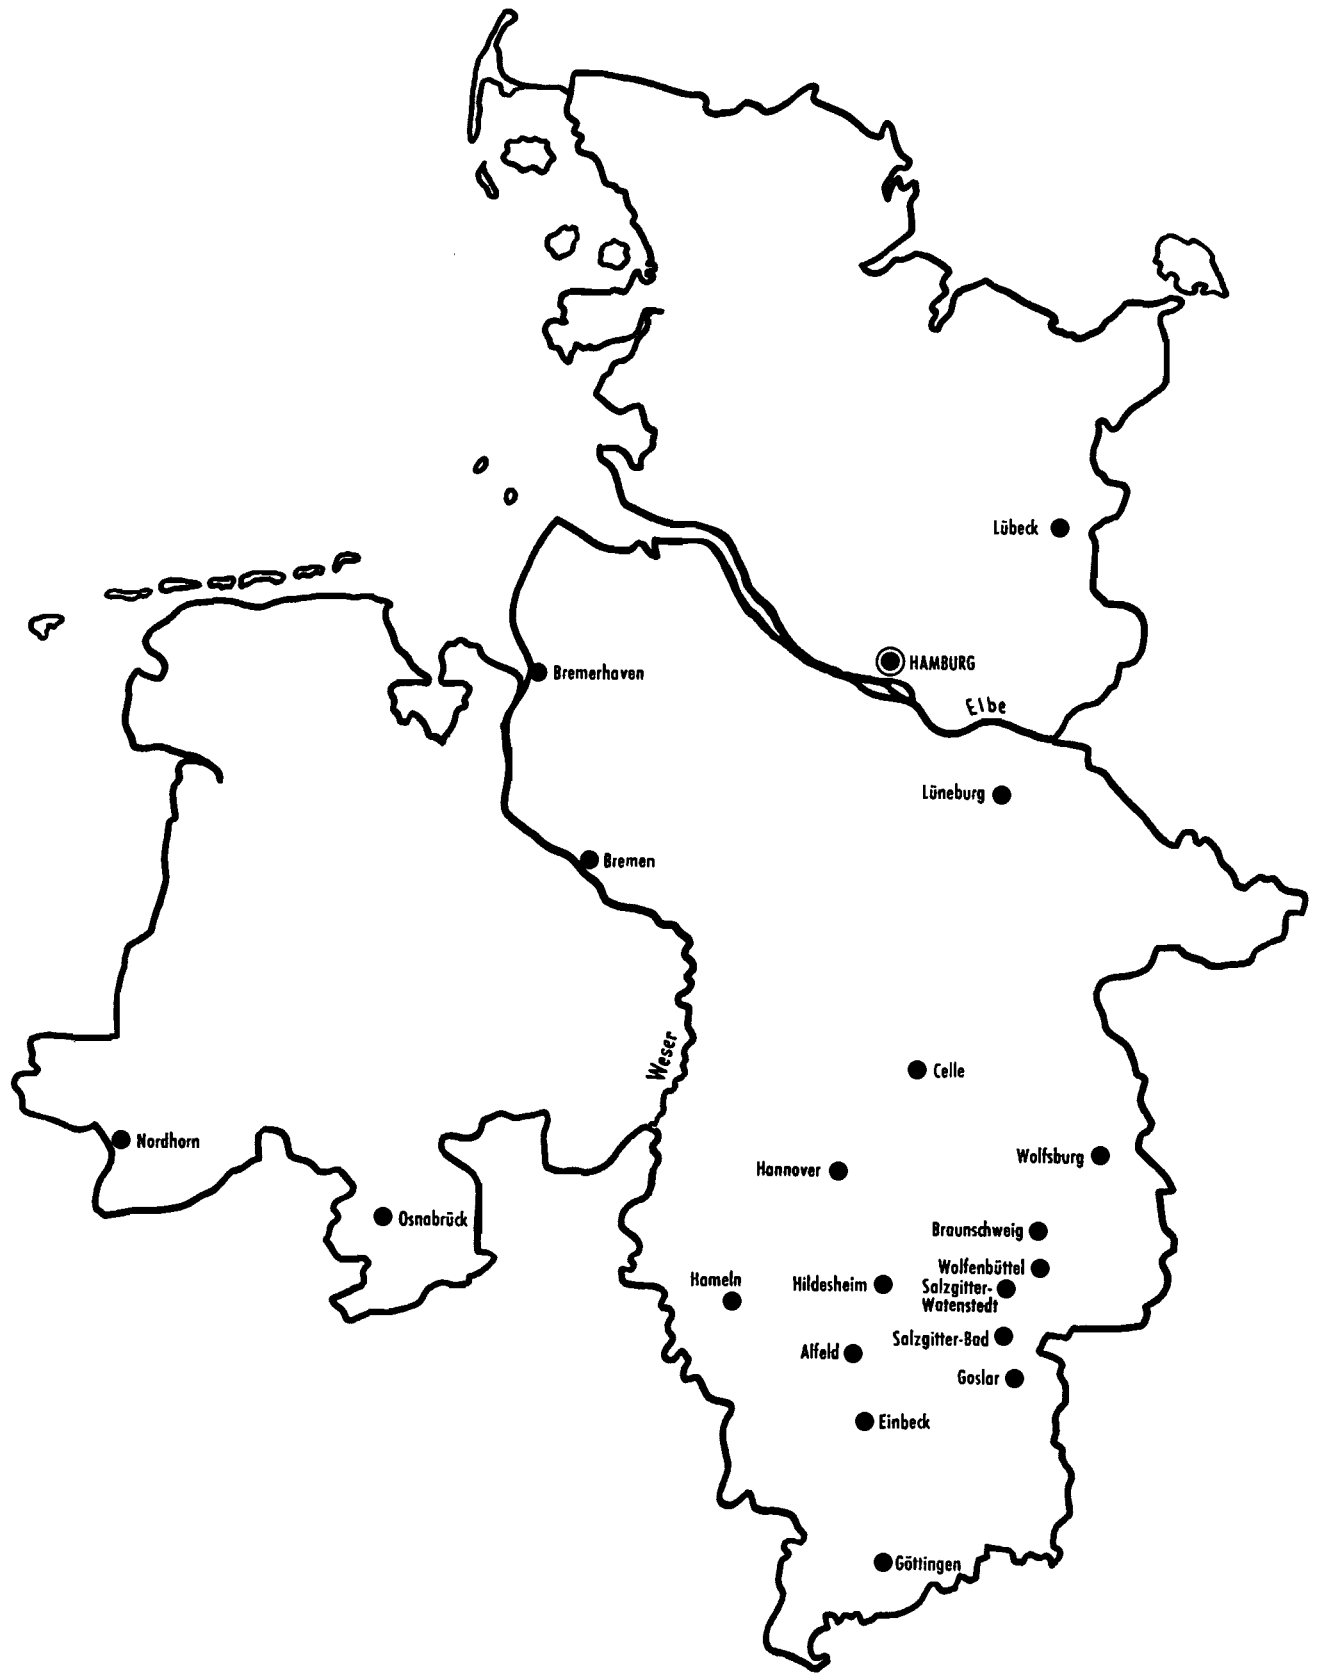 Lübeck
HAMBURG
Bremerhaven
Elbe
Lüneburg
Bremen
Weser
Celle
Nordhorn
Hannover
Wolfsburg
Osnabrück
Braunschweig
Wolfenbüttel
Hameln
Hildesheim
Salzgitter-
Watenstedt
Salzgitter-Bad
Alfeld
Goslar
Einbeck
Göttingen